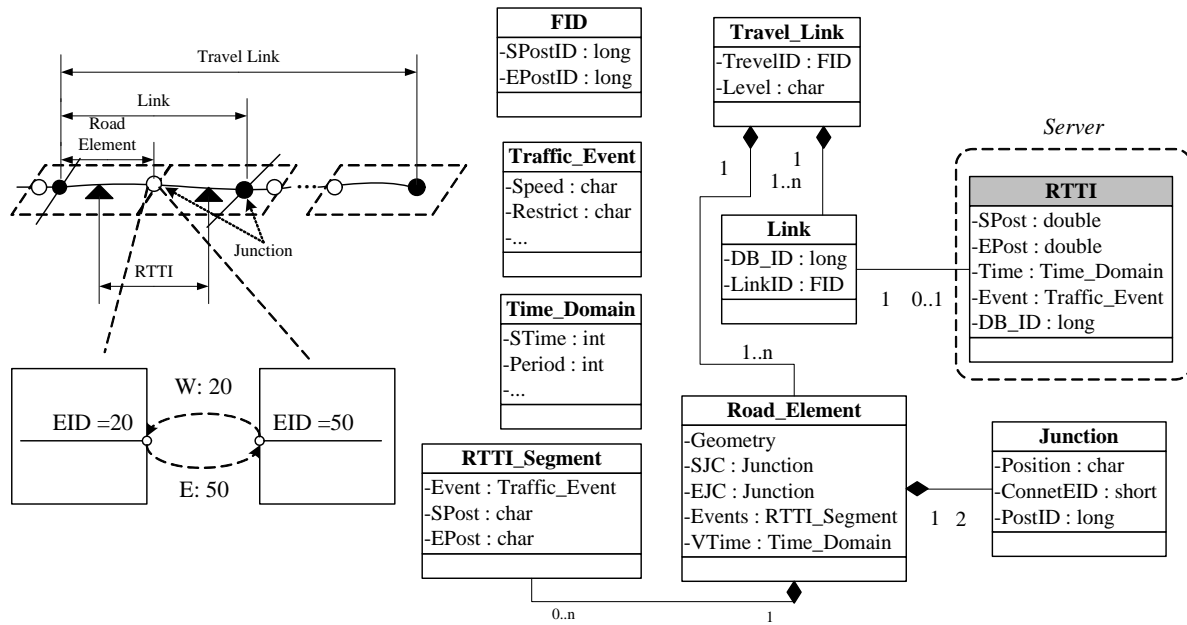 Travel Link
Link
Road
Element
Junction
RTTI
W: 20
EID =20
EID =50
E: 50
FID
-SPostID : long
-EPostID : long
Traffic_Event
-Speed : char
-Restrict : char
-...
Time_Domain
-STime : int
-Period : int
-...
RTTI_Segment
-Event : Traffic_Event
-SPost : char
-EPost : char
0..n
1
Travel_Link
-TrevelID : FID
-Level : char
1
1
1..n
Link
-DB_ID : long
-LinkID : FID
1
0..1
1..n
Server
RTTI
-SPost : double
-EPost : double
-Time : Time_Domain
-Event : Traffic_Event
-DB_ID : long
Road_Element
-Geometry
-SJC : Junction
-EJC : Junction
-Events : RTTI_Segment
-VTime : Time_Domain
1
2
Junction
-Position : char
-ConnetEID : short
-PostID : long